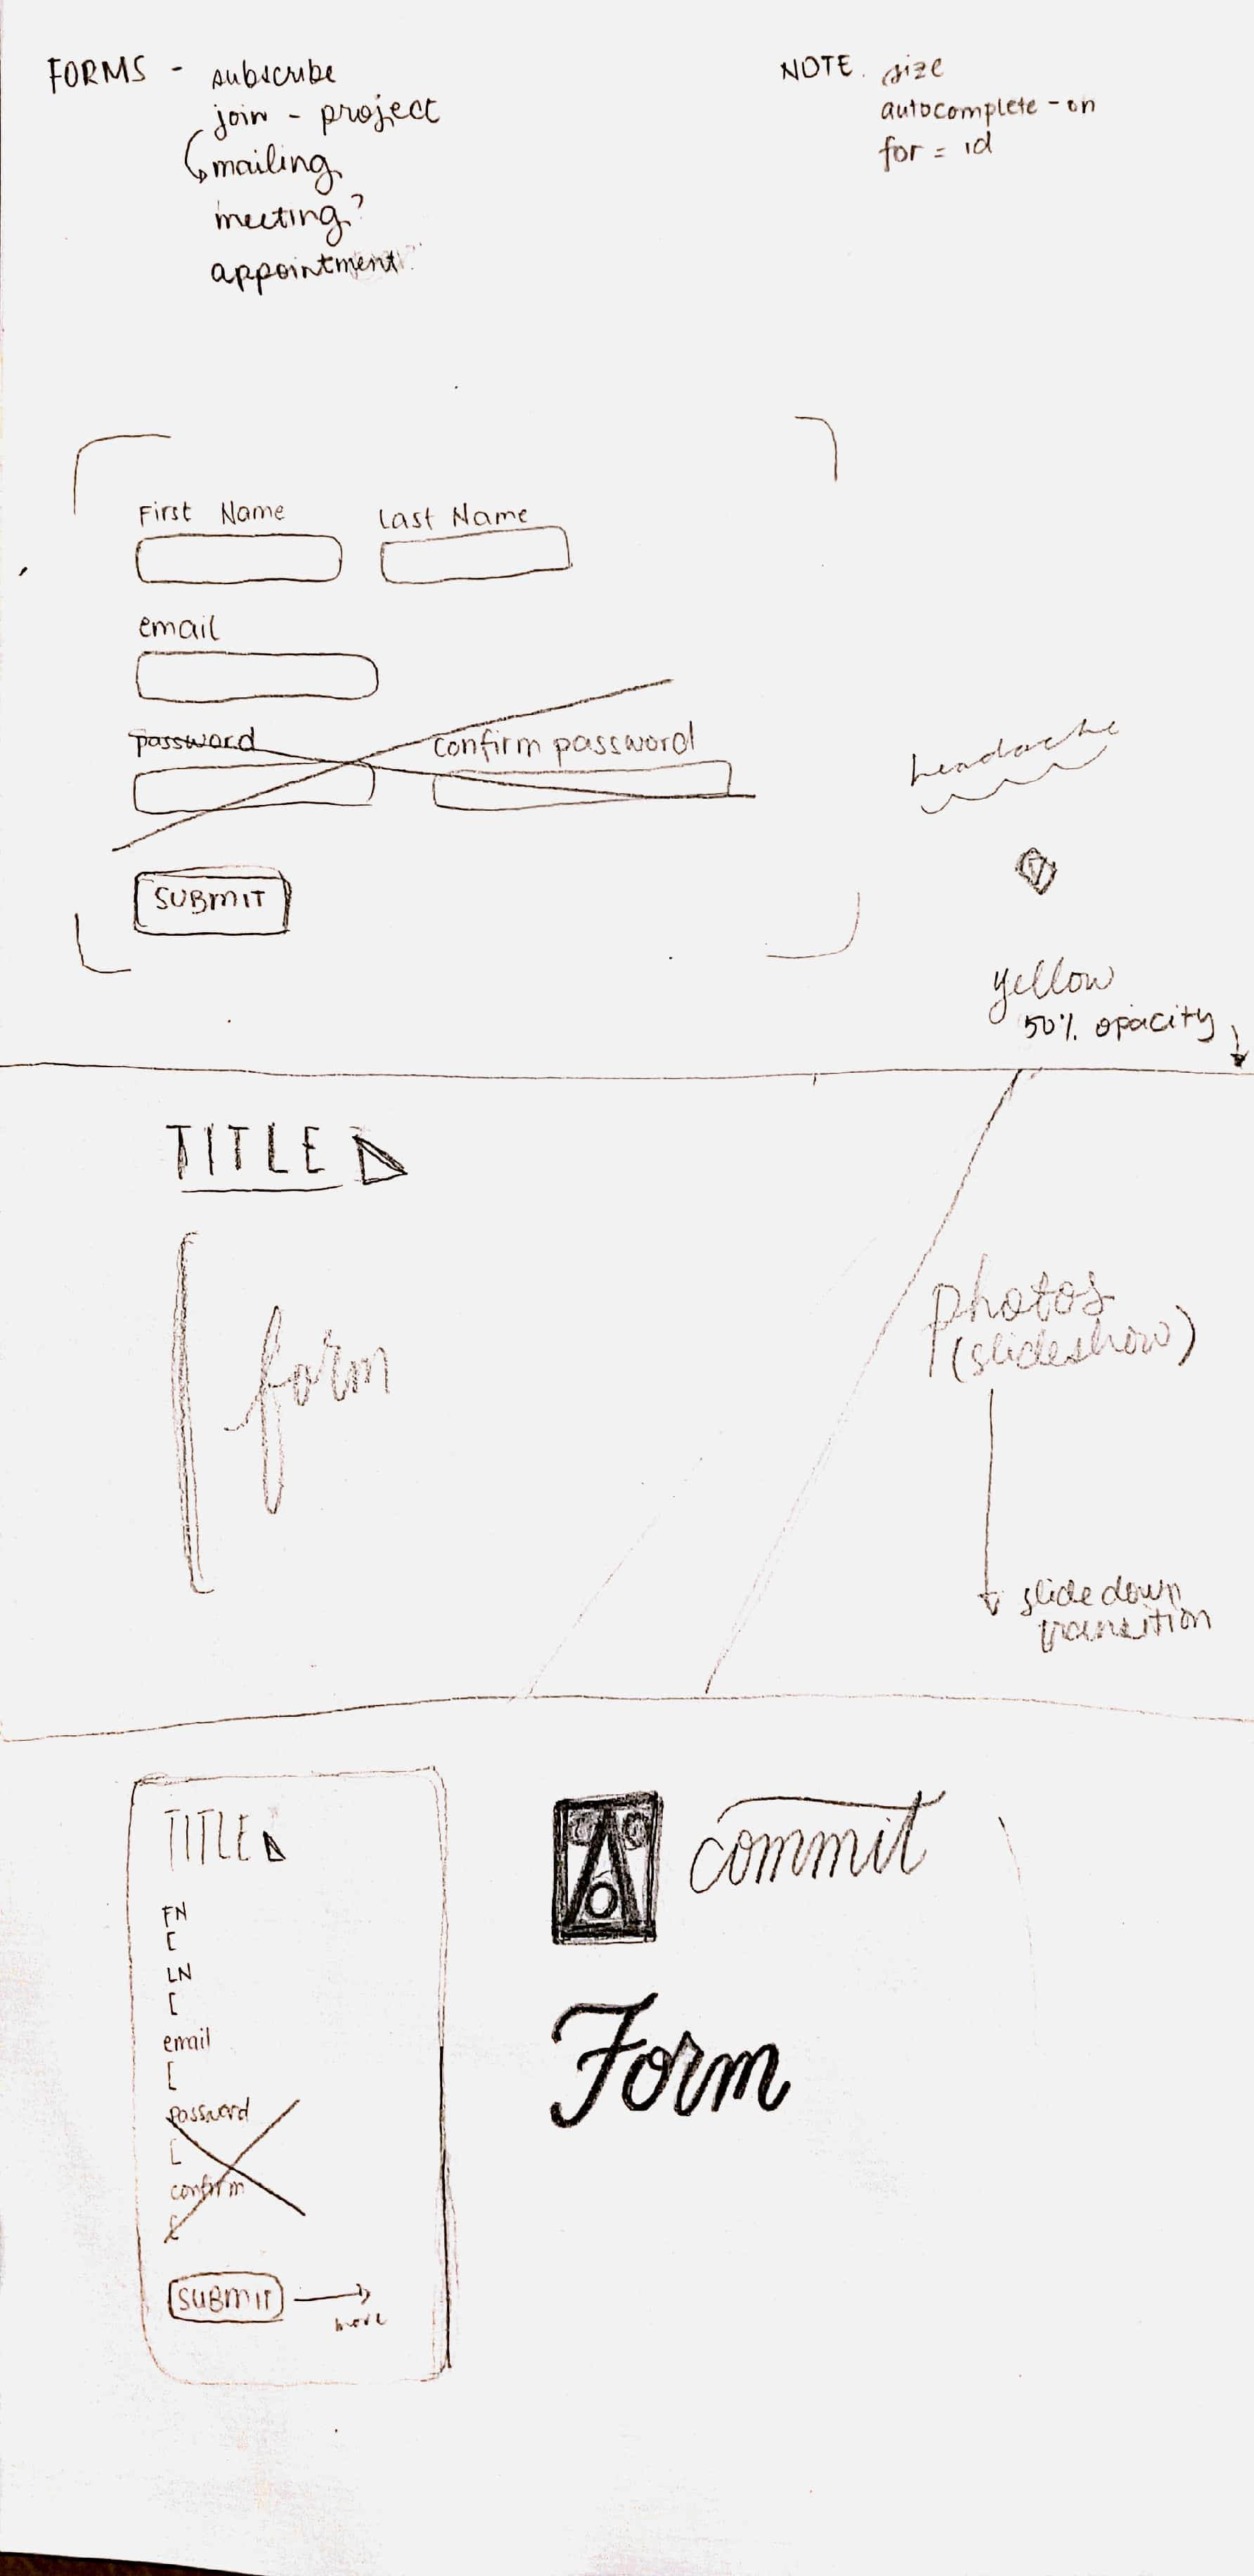 FORMS - subscribe
join - project
mailing
meeting?
appointment
NOTE. size
autocomplete - on
for = id
First Name Last Name
email
password confirm password
SUBMIT
headache
yellow
50% opacity
TITLE
form
photos
(slideshow)
slide down
transition
TITLE
FN
[
LN
[
email
[
password
[
confirm
[
SUBMIT
more
commit
Form